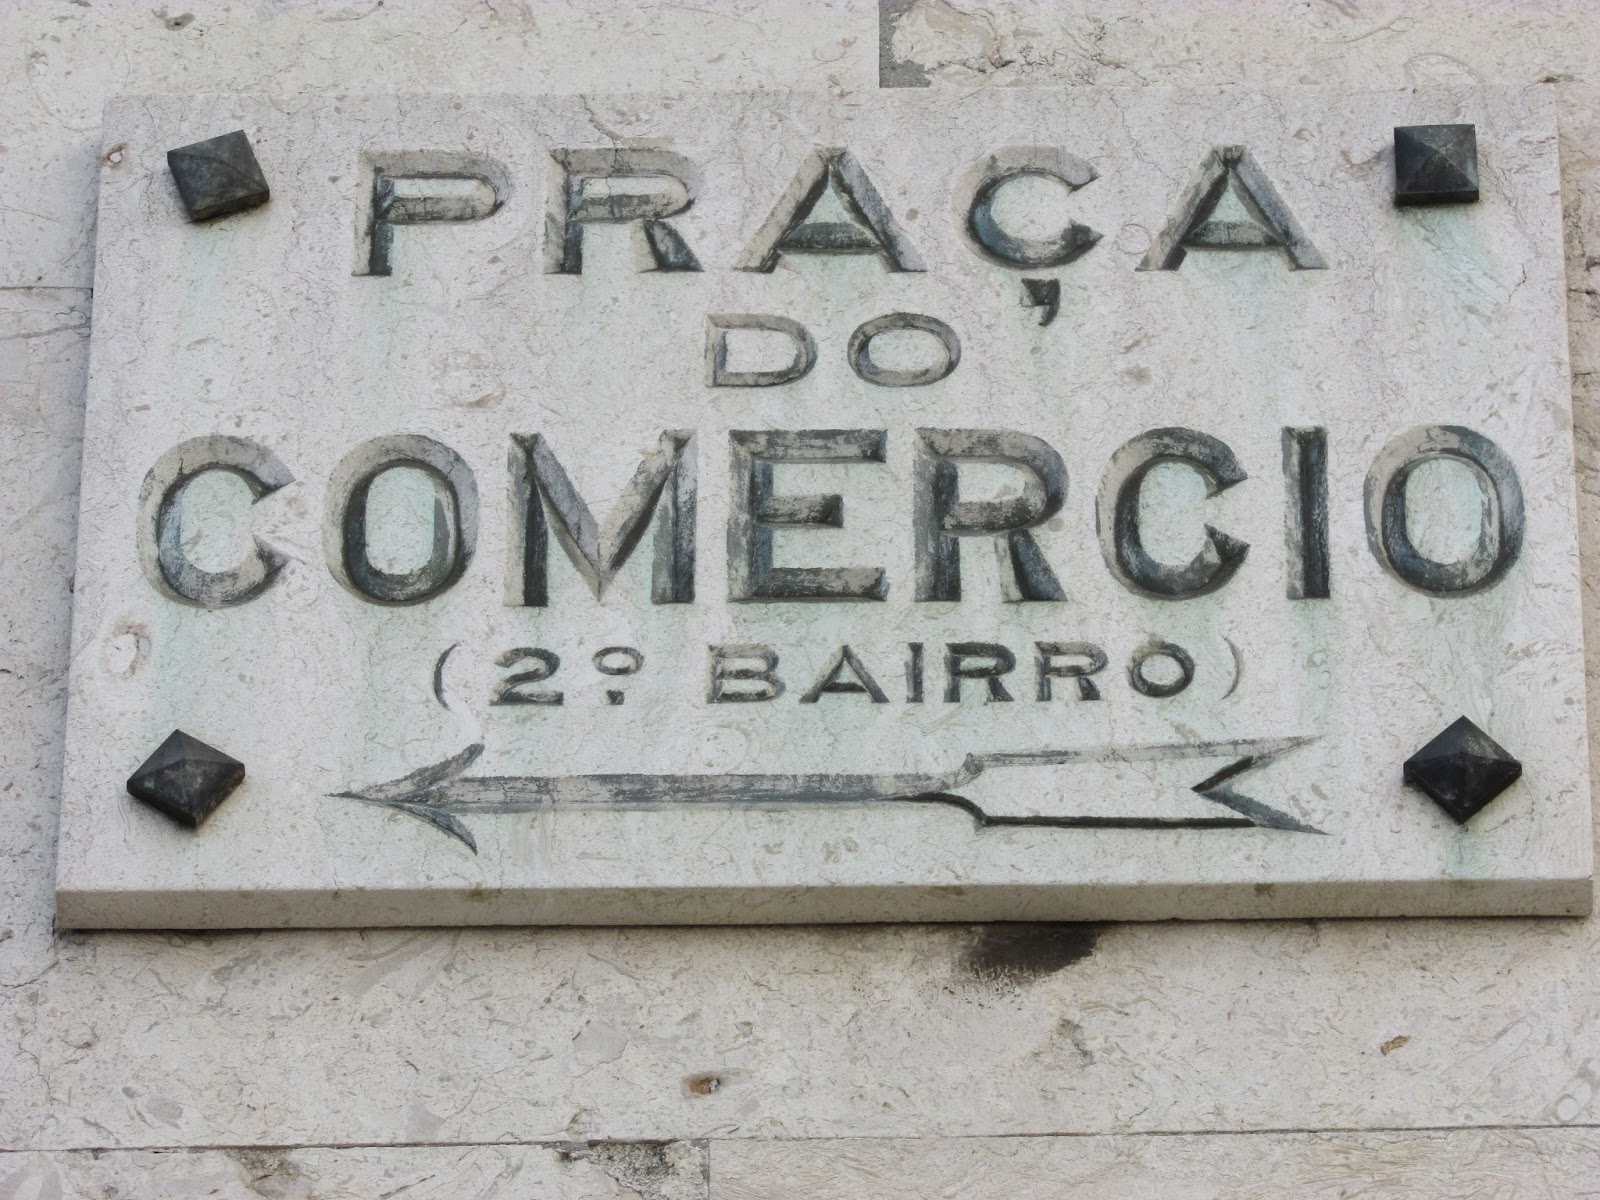 PRAÇA
DO
COMERCIO
(2º BAIRRO)